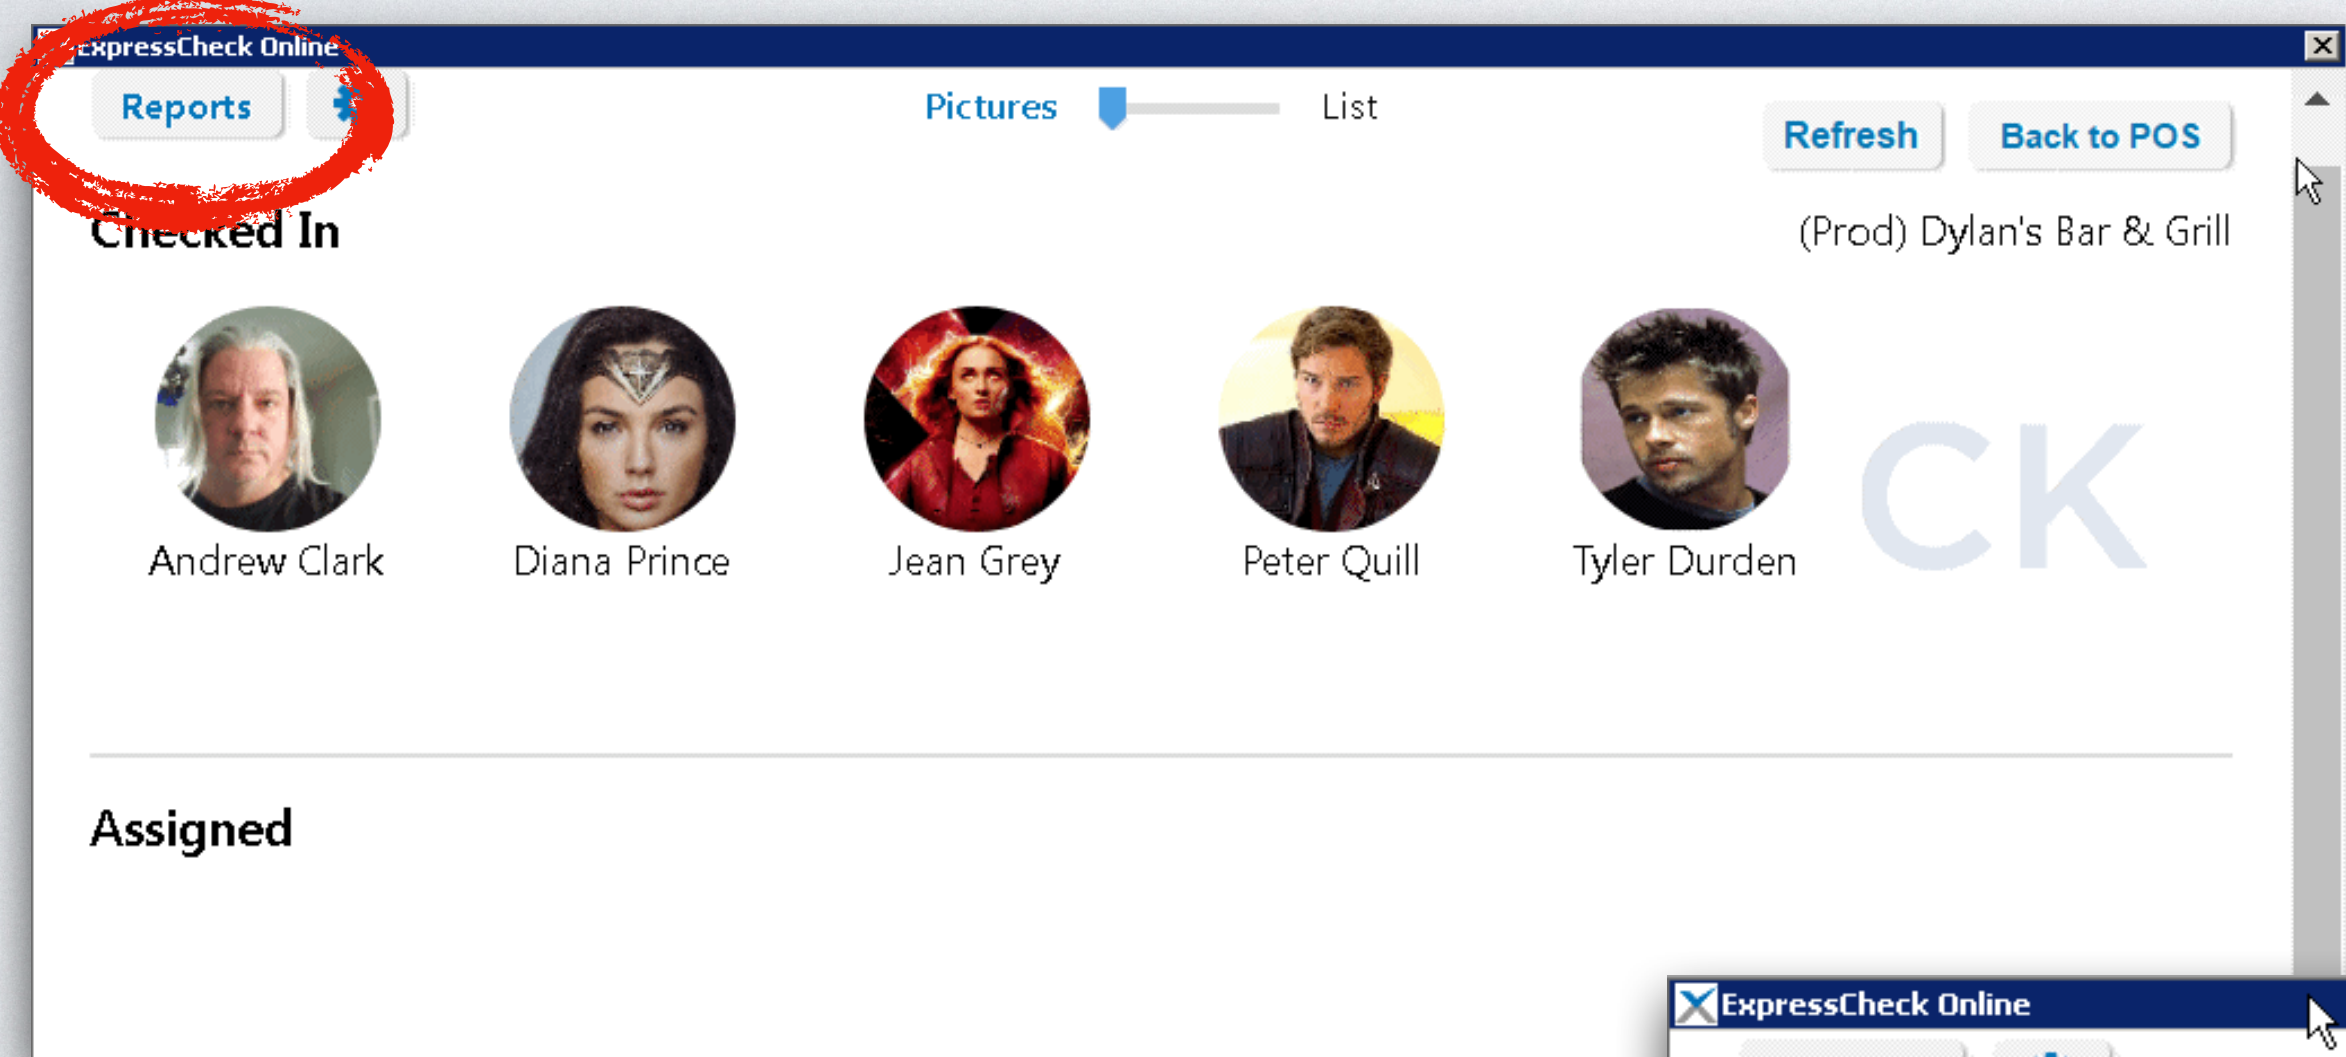 ExpressCheck Online
Reports
Pictures
List
Refresh
Back to POS
Checked In
(Prod) Dylan's Bar & Grill
Andrew Clark
Diana Prince
Jean Grey
Peter Quill
Tyler Durden
CK
Assigned
ExpressCheck Online